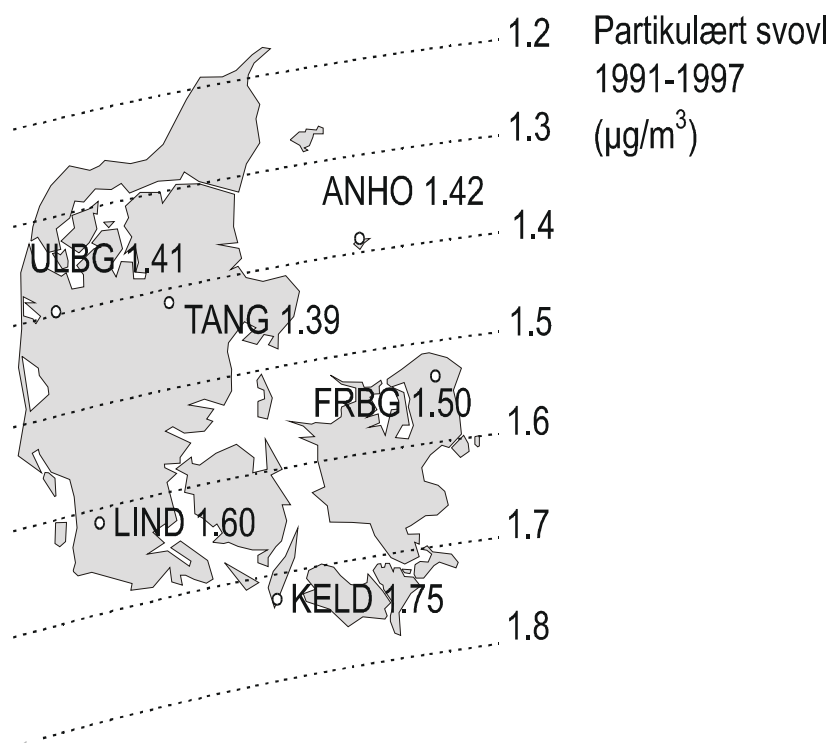 1.2
Partikulært svovl
1991-1997
(µg/m³)
1.3
ANHO 1.42
1.4
ULBG 1.41
TANG 1.39
1.5
FRBG 1.50
1.6
LIND 1.60
1.7
KELD 1.75
1.8